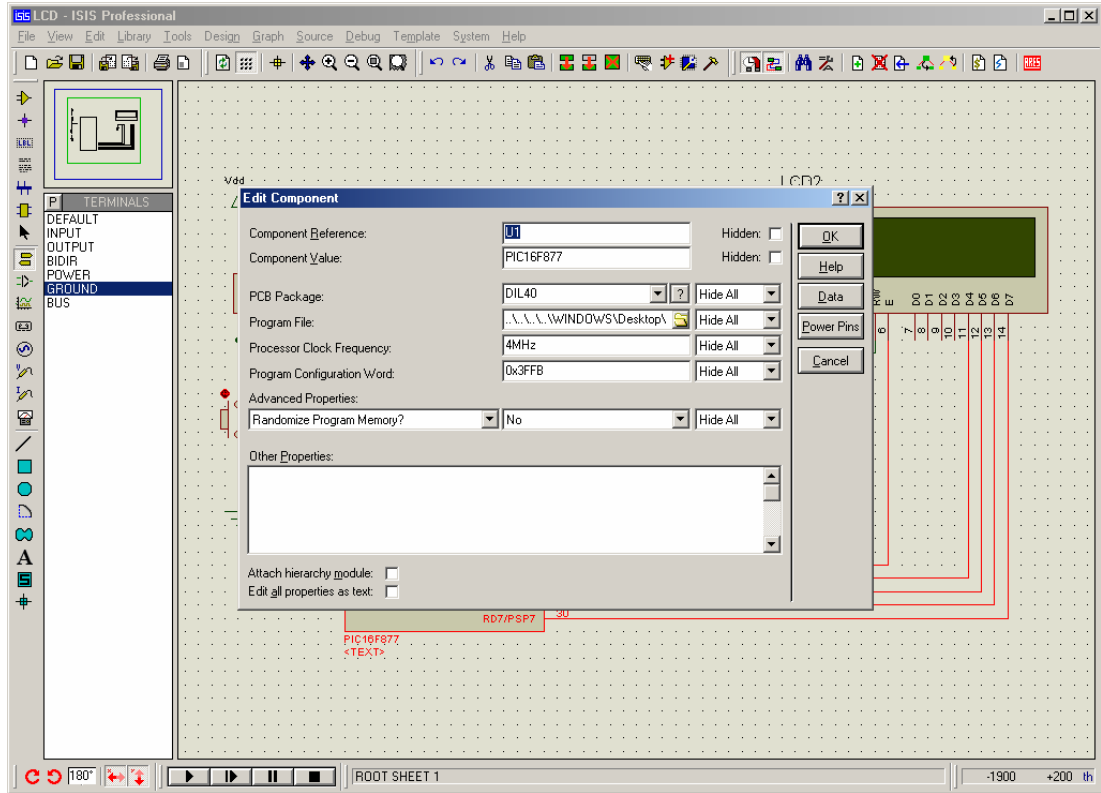 LCD - ISIS Professional
File View Edit Library Tools Design Graph Source Debug Template System Help
P TERMINALS
DEFAULT
INPUT
OUTPUT
BIDIR
POWER
GROUND
BUS
Vdd
LCD2
Edit Component
Component Reference: U1 Hidden:
Component Value: PIC16F877 Hidden:
PCB Package: DIL40 ? Hide All
Program File: ..\..\..\..\WINDOWS\Desktop\ Hide All
Processor Clock Frequency: 4MHz Hide All
Program Configuration Word: 0x3FFB Hide All
Advanced Properties:
Randomize Program Memory? No Hide All
Other Properties:
Attach hierarchy module:
Edit all properties as text:
OK
Help
Data
Power Pins
Cancel
RW E D0 D1 D2 D3 D4 D5 D6 D7
6 7 8 9 10 11 12 13 14
RD7/PSP7 30
PIC16F877
<TEXT>
180°
ROOT SHEET 1
-1900 +200 th